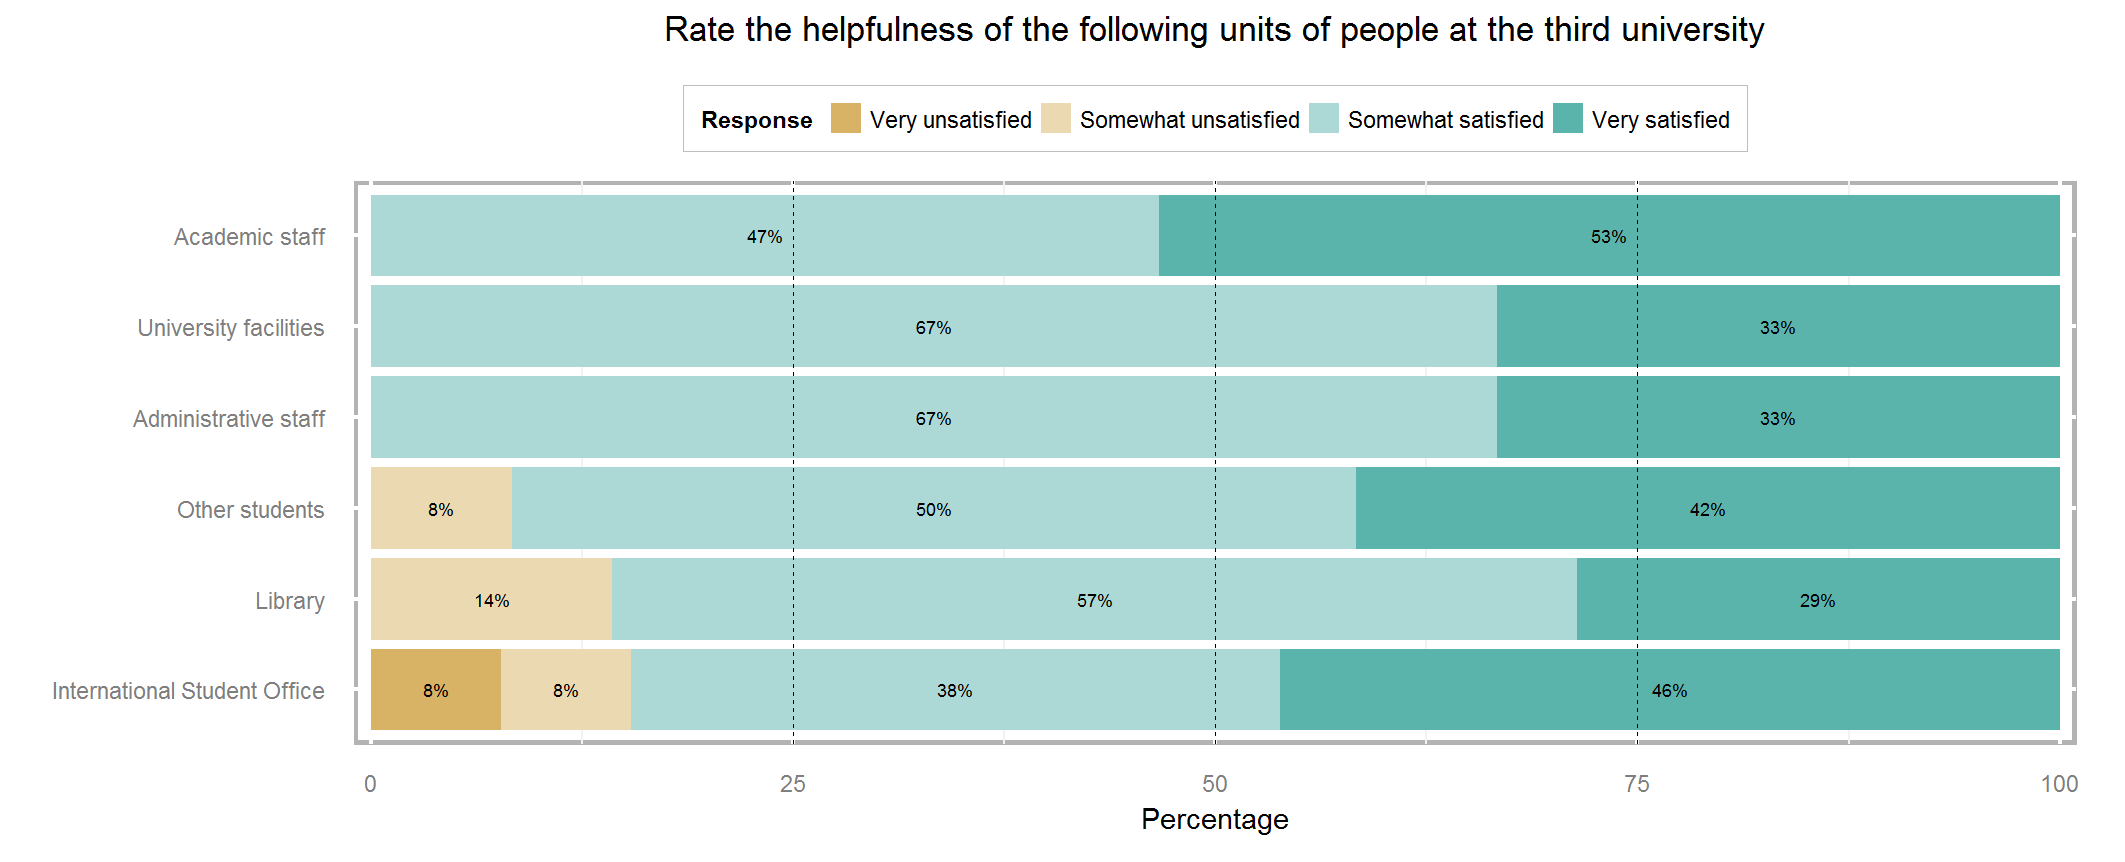 Rate the helpfulness of the following units of people at the third university
Response Very unsatisfied Somewhat unsatisfied Somewhat satisfied Very satisfied
Academic staff 47% 53%
University facilities 67% 33%
Administrative staff 67% 33%
Other students 8% 50% 42%
Library 14% 57% 29%
International Student Office 8% 8% 38% 46%
0 25 50 75 100
Percentage